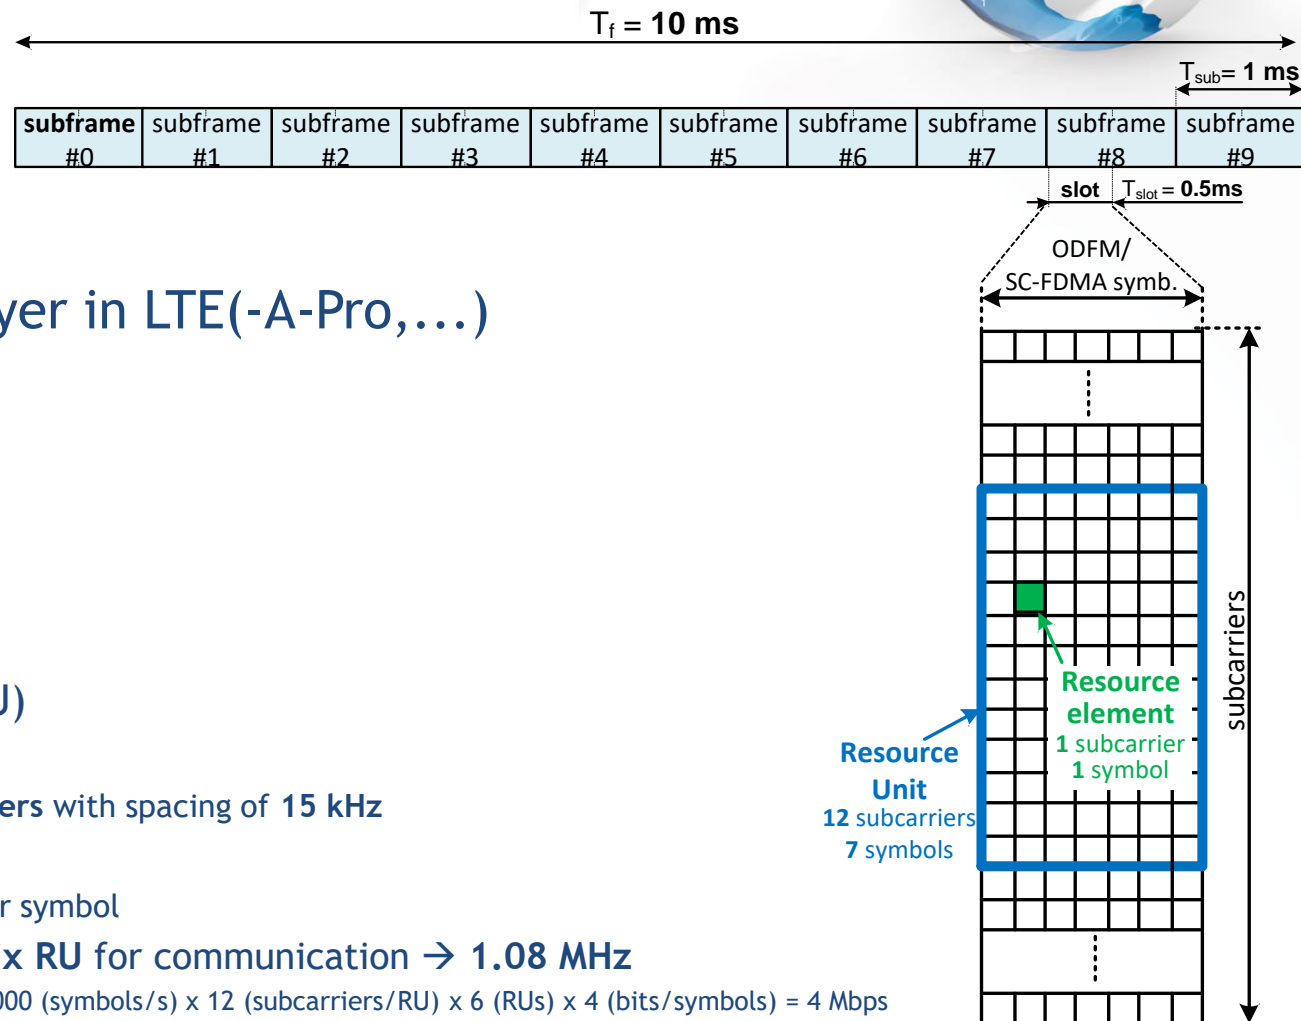 Tf = 10 ms
Tsub= 1 ms
subframe #0
subframe #1
subframe #2
subframe #3
subframe #4
subframe #5
subframe #6
subframe #7
subframe #8
subframe #9
slot
Tslot = 0.5ms
ODFM/
SC-FDMA symb.
yer in LTE(-A-Pro,...)
subcarriers
Resource
element
1 subcarrier
1 symbol
J)
Resource
Unit
12 subcarriers
7 symbols
ers with spacing of 15 kHz
r symbol
x RU for communication → 1.08 MHz
000 (symbols/s) x 12 (subcarriers/RU) x 6 (RUs) x 4 (bits/symbols) = 4 Mbps